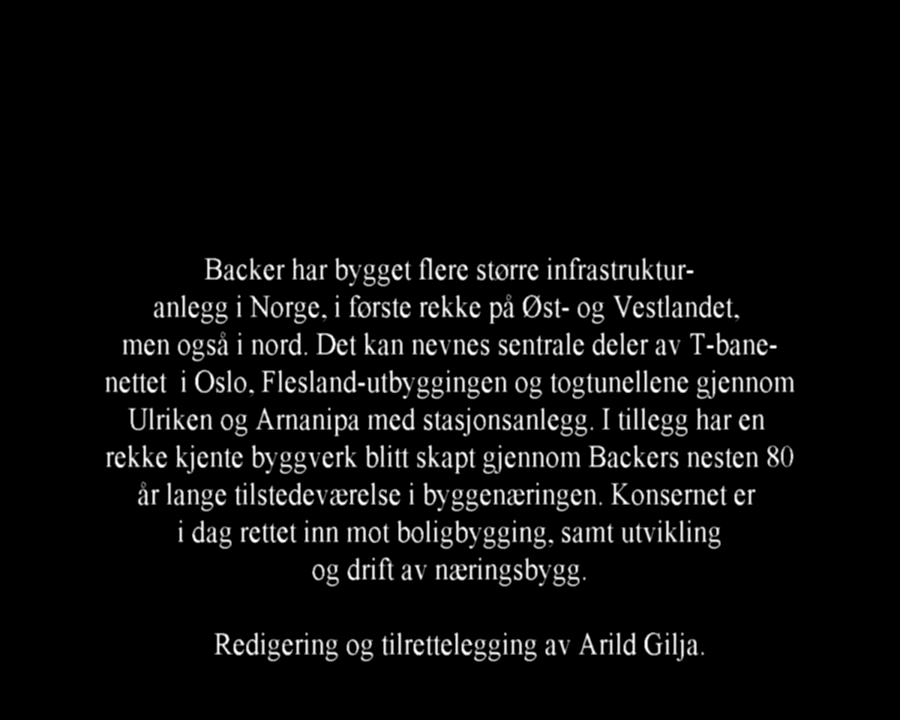 Backer har bygget flere større infrastruktur-
anlegg i Norge, i første rekke på Øst- og Vestlandet,
men også i nord. Det kan nevnes sentrale deler av T-bane-
nettet i Oslo, Flesland-utbyggingen og togtunellene gjennom
Ulriken og Arnanipa med stasjonsanlegg. I tillegg har en
rekke kjente byggverk blitt skapt gjennom Backers nesten 80
år lange tilstedeværelse i byggenæringen. Konsernet er
i dag rettet inn mot boligbygging, samt utvikling
og drift av næringsbygg.
Redigering og tilrettelegging av Arild Gilja.